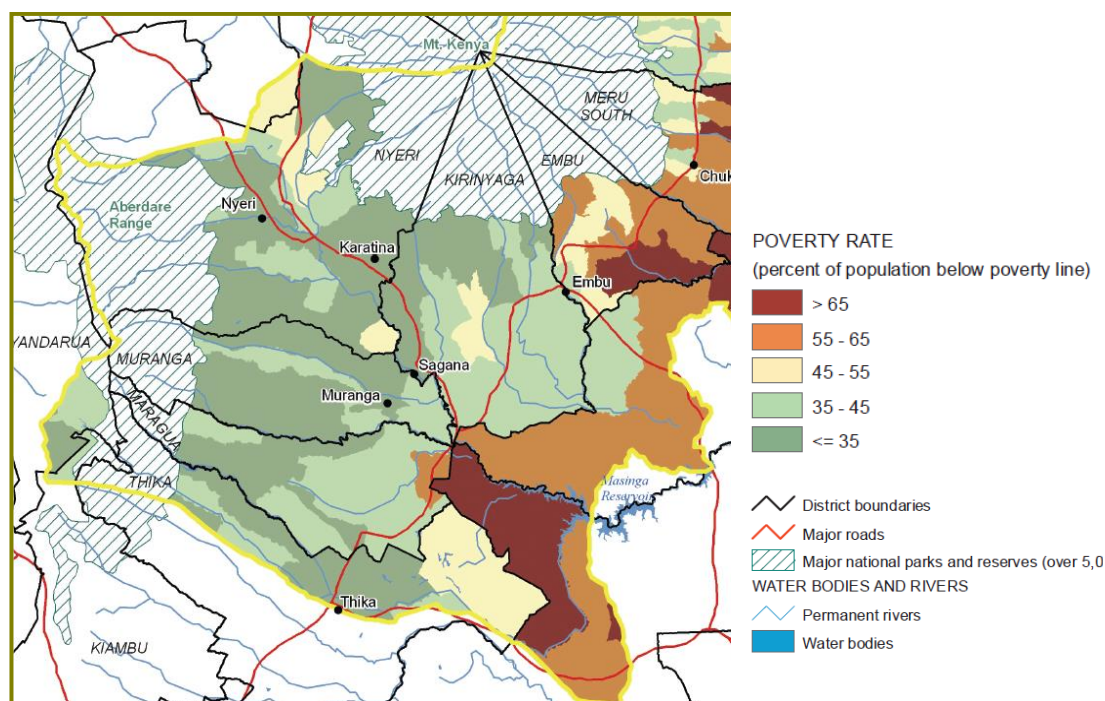 Mt. Kenya
MERU
SOUTH
NYERI
EMBU
KIRINYAGA
Chuk
Aberdare
Range
Nyeri
Karatina
Embu
YANDARUA
MURANGA
Sagana
Muranga
MARAGUA
THIKA
Masinga
Reservoir
Thika
KIAMBU
POVERTY RATE
(percent of population below poverty line)
> 65
55 - 65
45 - 55
35 - 45
<= 35
District boundaries
Major roads
Major national parks and reserves (over 5,0
WATER BODIES AND RIVERS
Permanent rivers
Water bodies